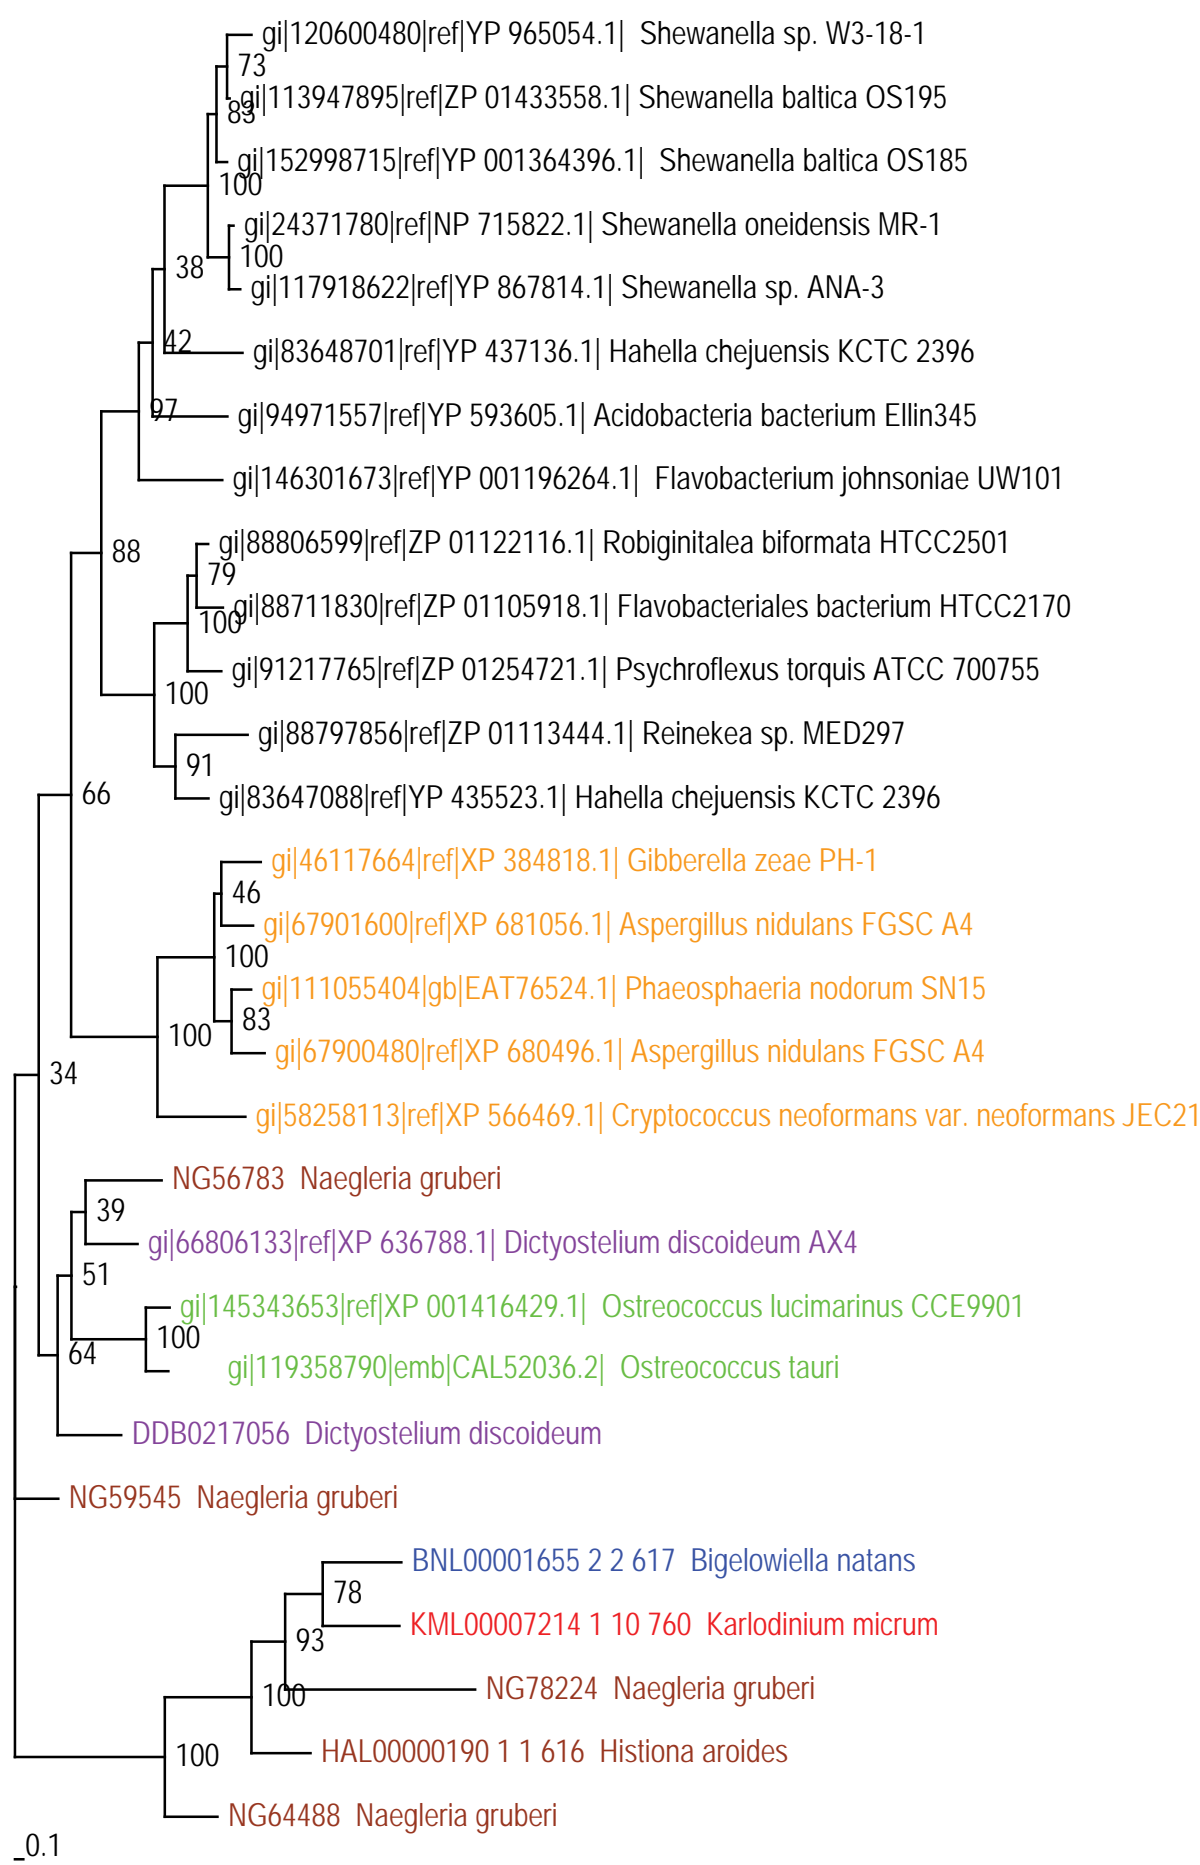 gi|120600480|ref|YP 965054.1| Shewanella sp. W3-18-1
73
gi|113947895|ref|ZP 01433558.1| Shewanella baltica OS195
83
gi|152998715|ref|YP 001364396.1| Shewanella baltica OS185
100
gi|24371780|ref|NP 715822.1| Shewanella oneidensis MR-1
100
38
gi|117918622|ref|YP 867814.1| Shewanella sp. ANA-3
42
gi|83648701|ref|YP 437136.1| Hahella chejuensis KCTC 2396
97
gi|94971557|ref|YP 593605.1| Acidobacteria bacterium Ellin345
gi|146301673|ref|YP 001196264.1| Flavobacterium johnsoniae UW101
gi|88806599|ref|ZP 01122116.1| Robiginitalea biformata HTCC2501
88
79
gi|88711830|ref|ZP 01105918.1| Flavobacteriales bacterium HTCC2170
100
gi|91217765|ref|ZP 01254721.1| Psychroflexus torquis ATCC 700755
100
gi|88797856|ref|ZP 01113444.1| Reinekea sp. MED297
91
66
gi|83647088|ref|YP 435523.1| Hahella chejuensis KCTC 2396
gi|46117664|ref|XP 384818.1| Gibberella zeae PH-1
46
gi|67901600|ref|XP 681056.1| Aspergillus nidulans FGSC A4
100
gi|111055404|gb|EAT76524.1| Phaeosphaeria nodorum SN15
83
100
gi|67900480|ref|XP 680496.1| Aspergillus nidulans FGSC A4
34
gi|58258113|ref|XP 566469.1| Cryptococcus neoformans var. neoformans JEC21
NG56783 Naegleria gruberi
39
gi|66806133|ref|XP 636788.1| Dictyostelium discoideum AX4
51
gi|145343653|ref|XP 001416429.1| Ostreococcus lucimarinus CCE9901
100
64
gi|119358790|emb|CAL52036.2| Ostreococcus tauri
DDB0217056 Dictyostelium discoideum
NG59545 Naegleria gruberi
BNL00001655 2 2 617 Bigelowiella natans
78
KML00007214 1 10 760 Karlodinium micrum
93
NG78224 Naegleria gruberi
100
HAL00000190 1 1 616 Histiona aroides
100
NG64488 Naegleria gruberi
0.1